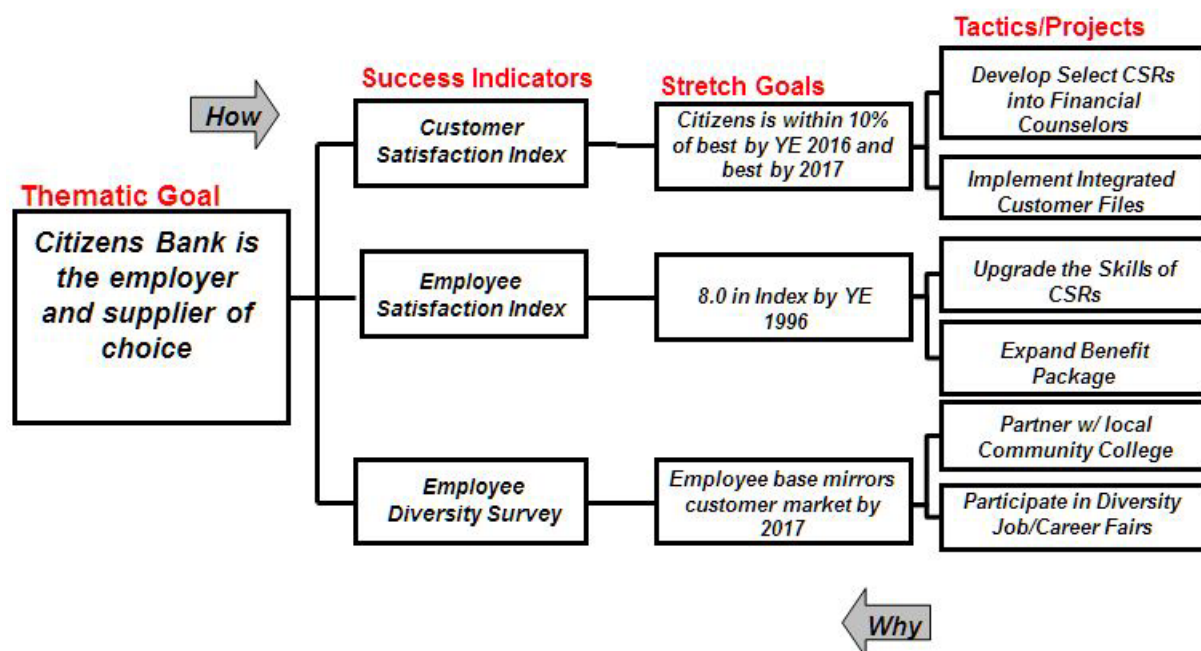 Tactics/Projects
Success Indicators
Stretch Goals
How
Thematic Goal
Citizens Bank is
the employer
and supplier of
choice
Customer
Satisfaction Index
Citizens is within 10%
of best by YE 2016 and
best by 2017
Develop Select CSRs
into Financial
Counselors
Implement Integrated
Customer Files
Employee
Satisfaction Index
8.0 in Index by YE
1996
Upgrade the Skills of
CSRs
Expand Benefit
Package
Employee
Diversity Survey
Employee base mirrors
customer market by
2017
Partner w/ local
Community College
Participate in Diversity
Job/Career Fairs
Why